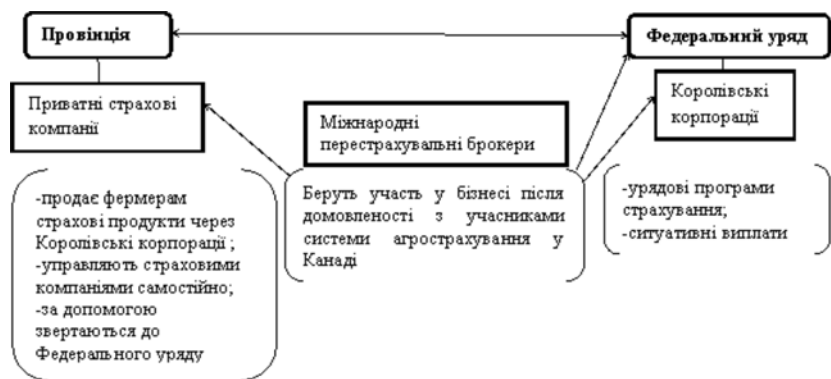 Провінція
Федеральний уряд
Приватні страхові
компанії
Міжнародні
перестрахувальні брокери
Королівські
корпорації
-продає фермерам
страхові продукти через
Королівські корпорації ;
-управляють страховими
компаніями самостійно;
-за допомогою
звертаються до
Федерального уряду
Беруть участь у бізнесі після
домовленості з учасниками
системи агрострахування у
Канаді
-урядові програми
страхування;
-ситуативні виплати